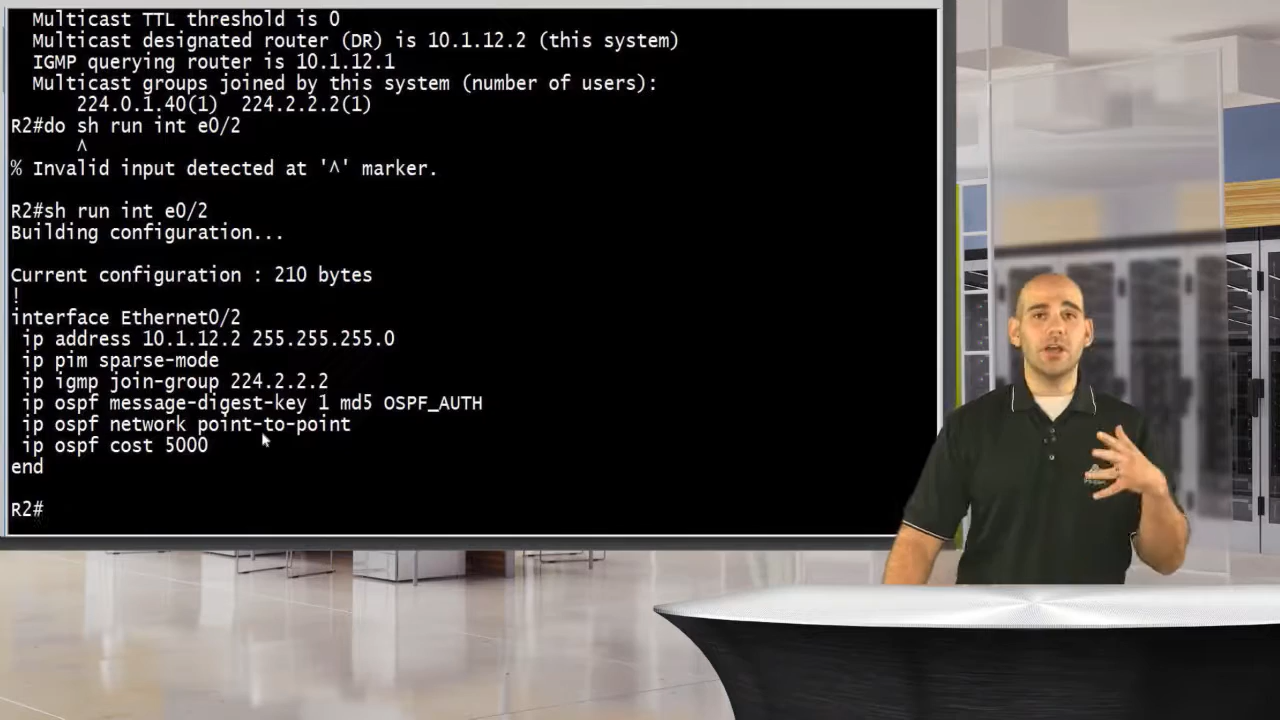 Multicast TTL threshold is 0
Multicast designated router (DR) is 10.1.12.2 (this system)
IGMP querying router is 10.1.12.1
Multicast groups joined by this system (number of users):
224.0.1.40(1)  224.2.2.2(1)
R2#do sh run int e0/2
^
% Invalid input detected at '^' marker.
R2#sh run int e0/2
Building configuration...
Current configuration : 210 bytes
!
interface Ethernet0/2
ip address 10.1.12.2 255.255.255.0
ip pim sparse-mode
ip igmp join-group 224.2.2.2
ip ospf message-digest-key 1 md5 OSPF_AUTH
ip ospf network point-to-point
ip ospf cost 5000
end
R2#